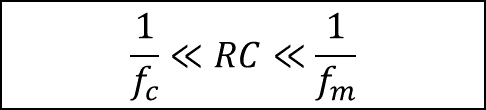 1/f_c ≪ RC ≪ 1/f_m